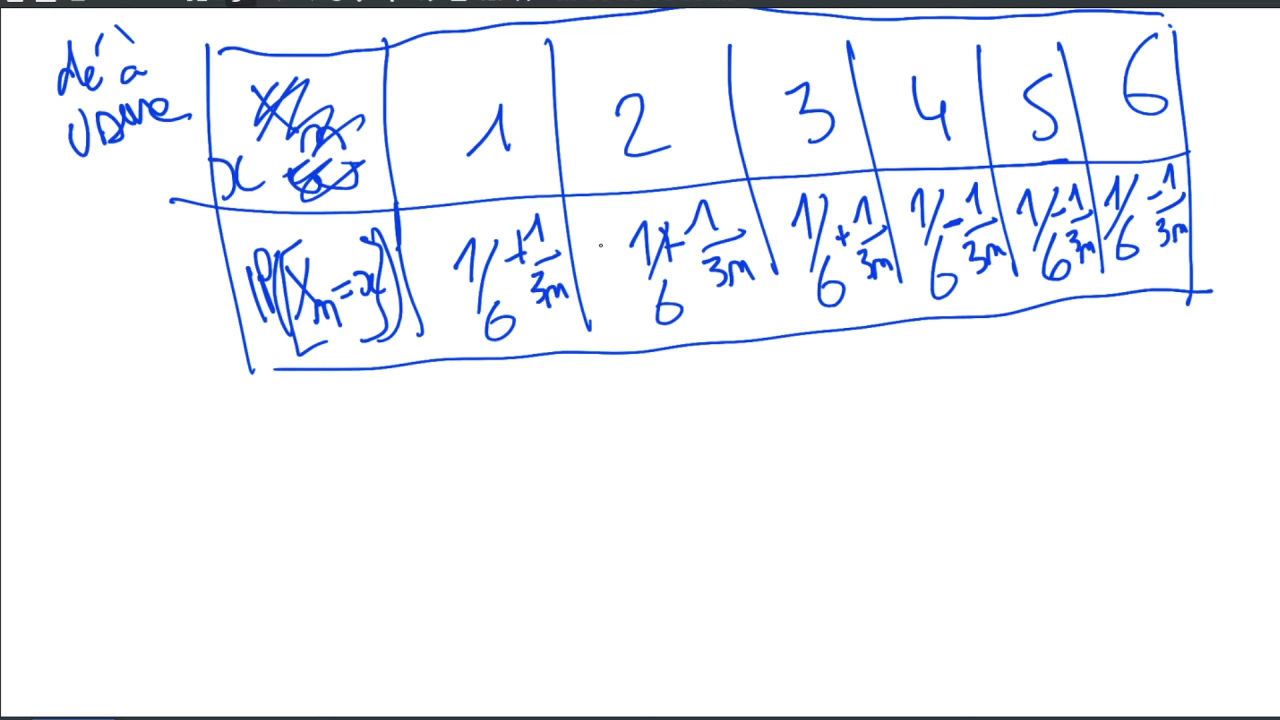 dé à
usure
x 1 2 3 4 5 6
P({Xₙ=x}) 1/6 + 1/3n 1/6 + 1/3n 1/6 + 1/3n 1/6 - 1/3n 1/6 - 1/3n 1/6 - 1/3n